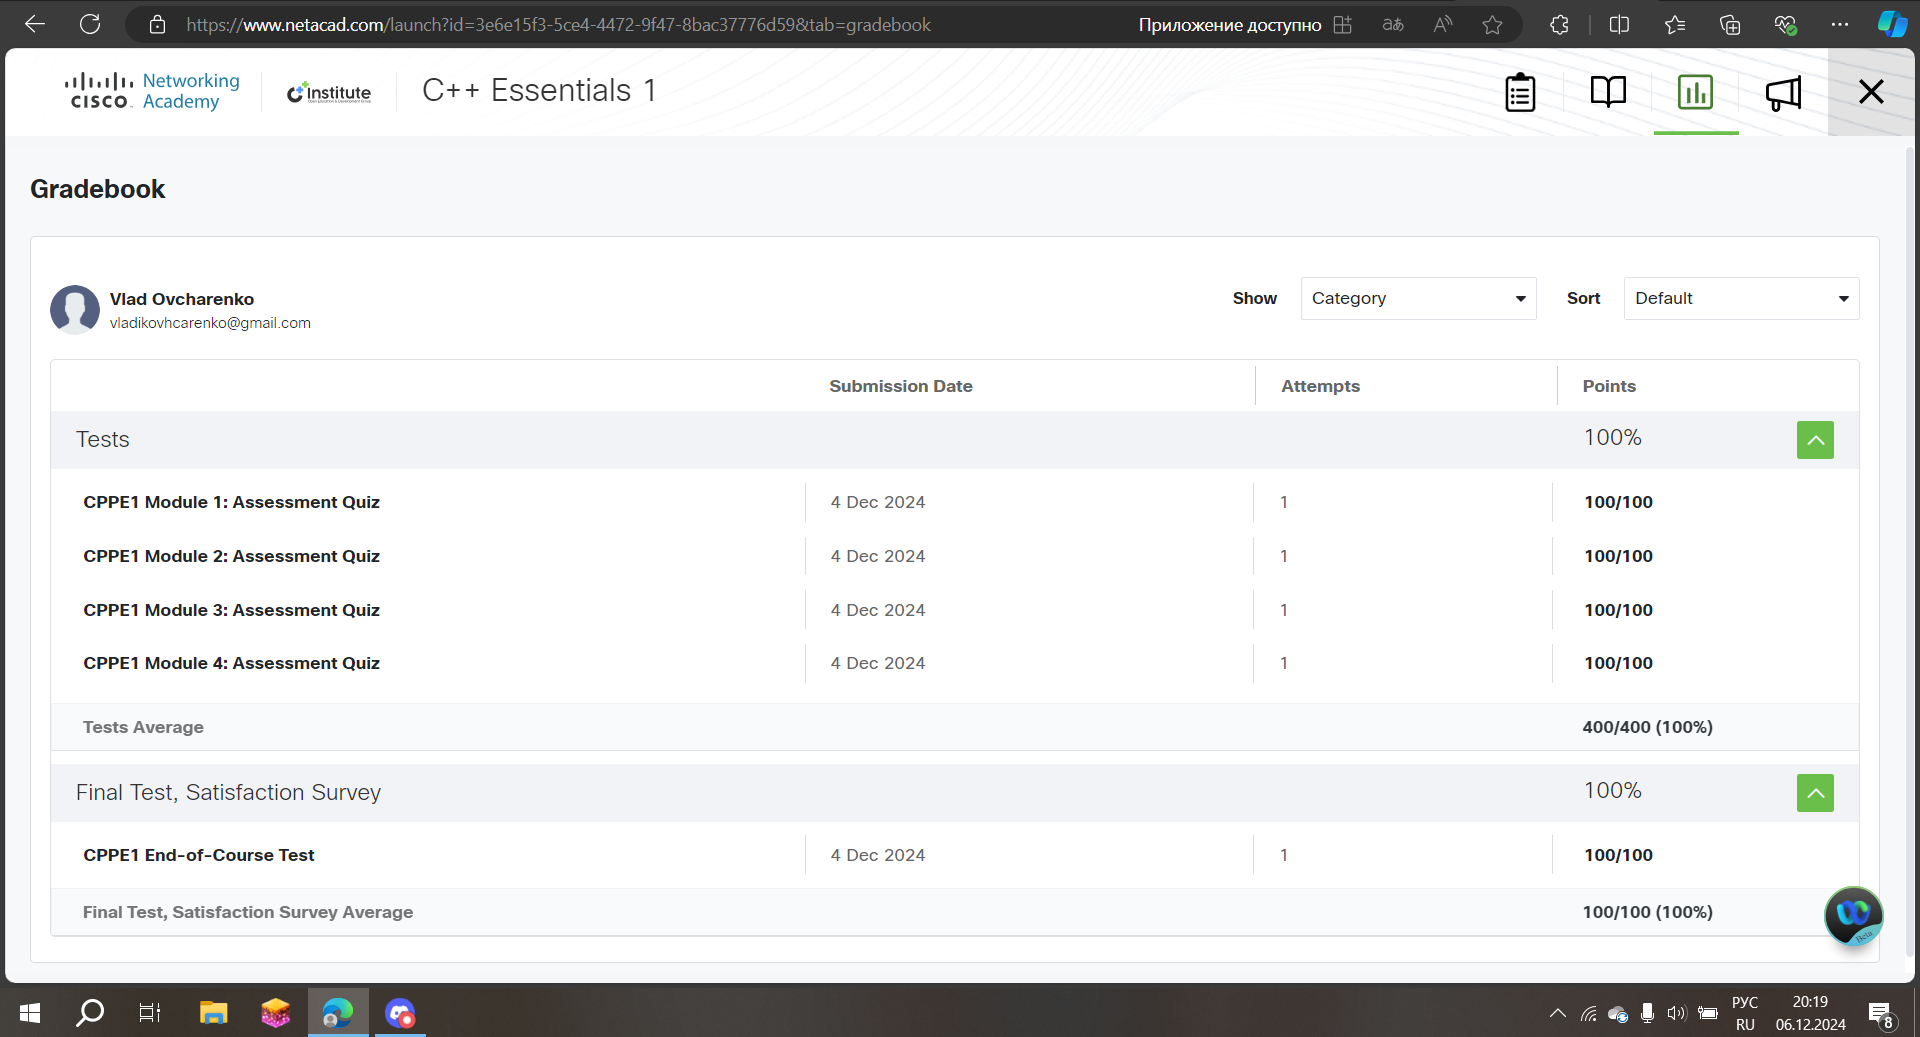 https://www.netacad.com/launch?id=3e6e15f3-5ce4-4472-9f47-8bac37776d59&tab=gradebook
Приложение доступно
CISCO
Networking
Academy
C++ Institute
C++ Essentials 1
Gradebook
Vlad Ovcharenko
vladikovhcarenko@gmail.com
Show
Category
Sort
Default
Submission Date
Attempts
Points
Tests
100%
CPPE1 Module 1: Assessment Quiz
4 Dec 2024
1
100/100
CPPE1 Module 2: Assessment Quiz
4 Dec 2024
1
100/100
CPPE1 Module 3: Assessment Quiz
4 Dec 2024
1
100/100
CPPE1 Module 4: Assessment Quiz
4 Dec 2024
1
100/100
Tests Average
400/400 (100%)
Final Test, Satisfaction Survey
100%
CPPE1 End-of-Course Test
4 Dec 2024
1
100/100
Final Test, Satisfaction Survey Average
100/100 (100%)
Beta
РУС
RU
20:19
06.12.2024
8